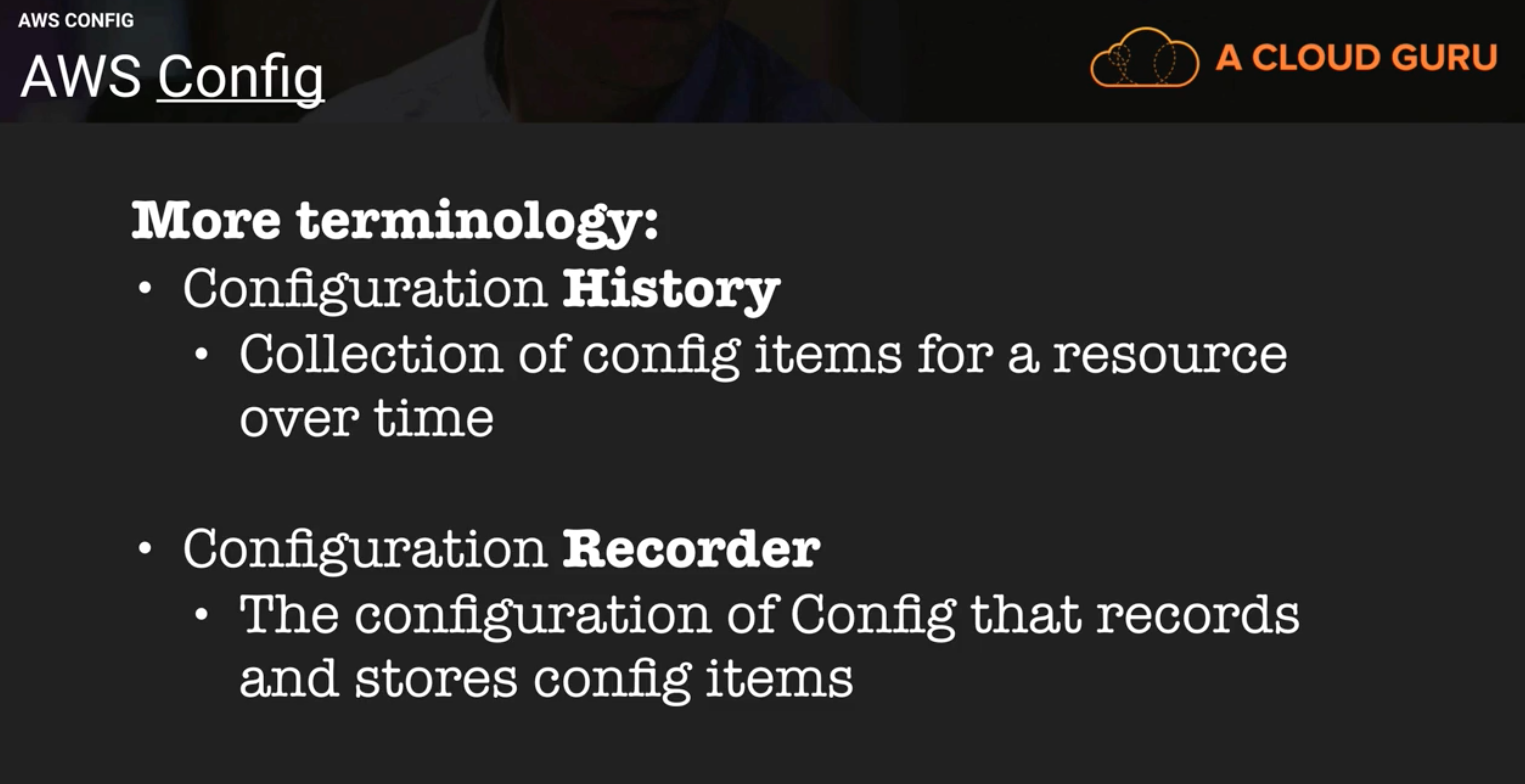 AWS CONFIG
AWS Config
A CLOUD GURU
More terminology:
• Configuration History
• Collection of config items for a resource
over time
• Configuration Recorder
• The configuration of Config that records
and stores config items